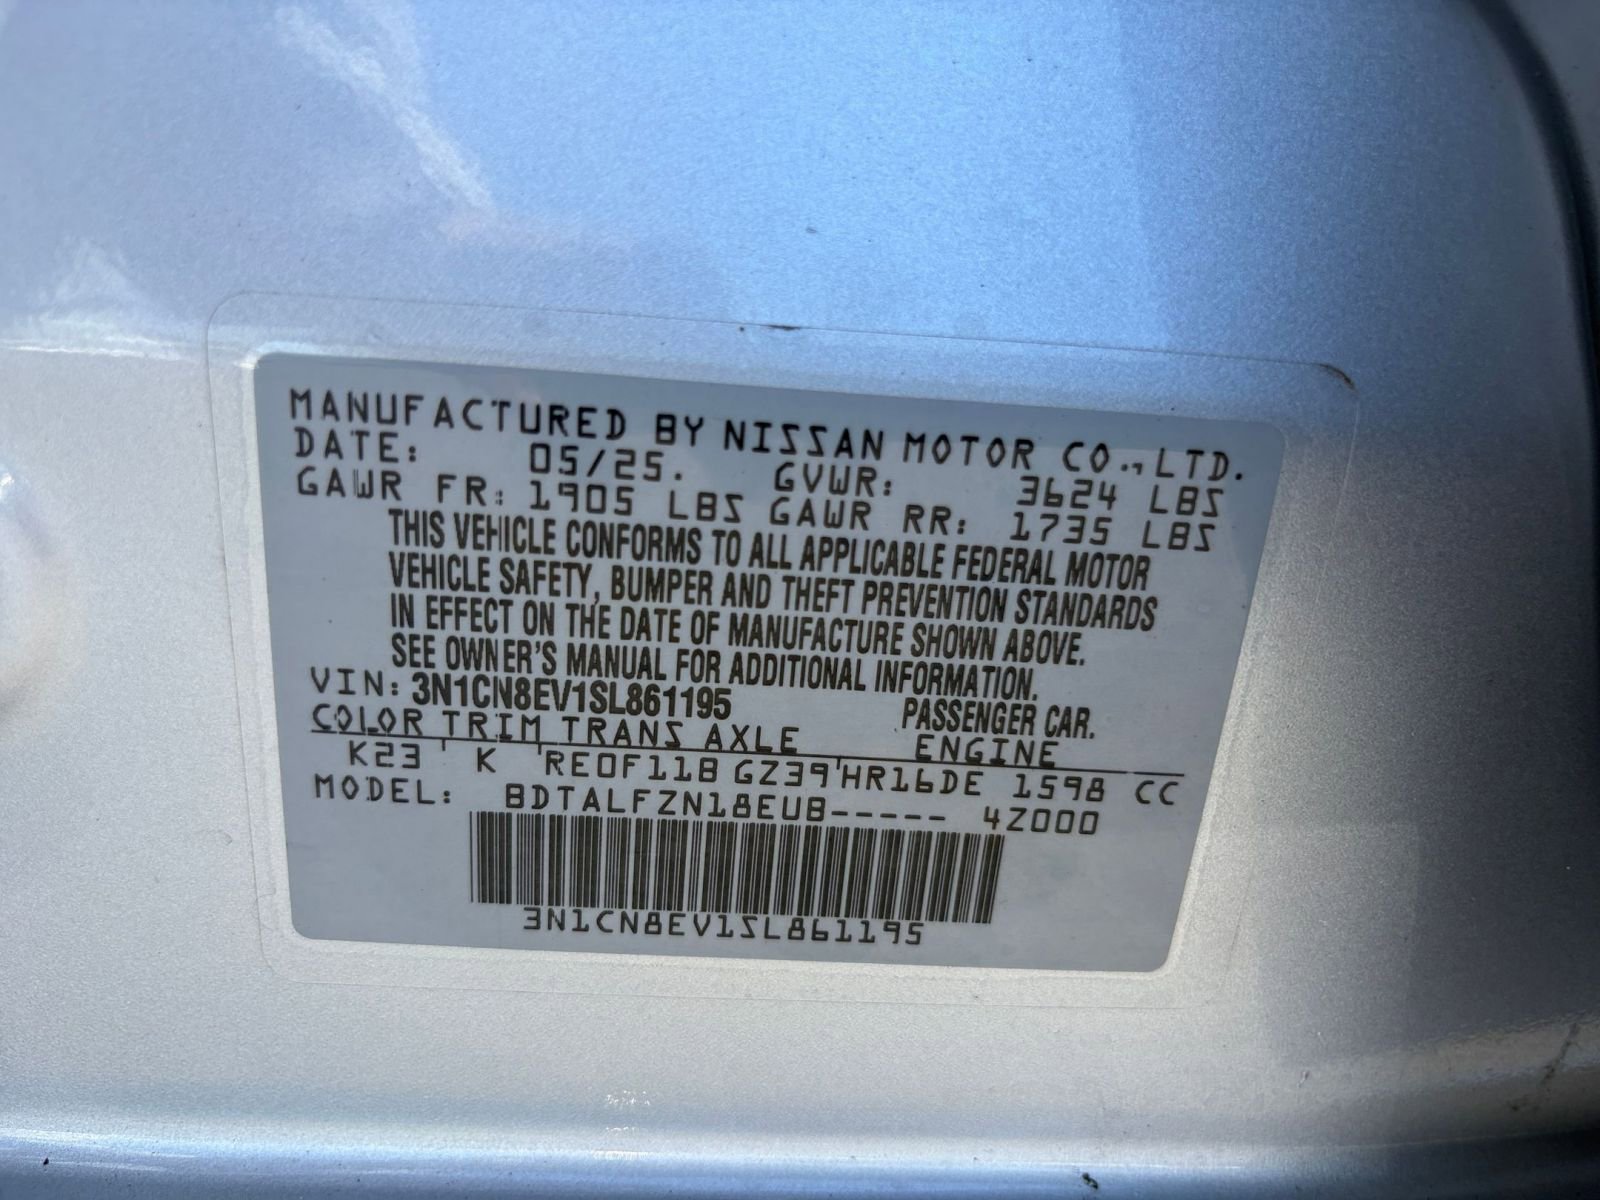 MANUFACTURED BY NISSAN MOTOR CO., LTD.
DATE: 05/25. GVWR: 3624 LBS
GAWR FR: 1905 LBS GAWR RR: 1735 LBS
THIS VEHICLE CONFORMS TO ALL APPLICABLE FEDERAL MOTOR
VEHICLE SAFETY, BUMPER AND THEFT PREVENTION STANDARDS
IN EFFECT ON THE DATE OF MANUFACTURE SHOWN ABOVE.
SEE OWNER'S MANUAL FOR ADDITIONAL INFORMATION.
VIN: 3N1CN8EV1SL861195 PASSENGER CAR.
COLOR TRIM TRANS AXLE ENGINE
K23 K RE0F11B GZ39 HR16DE 1598 CC
MODEL: BDTALFZN18EUB----- 4Z000
3N1CN8EV1SL861195